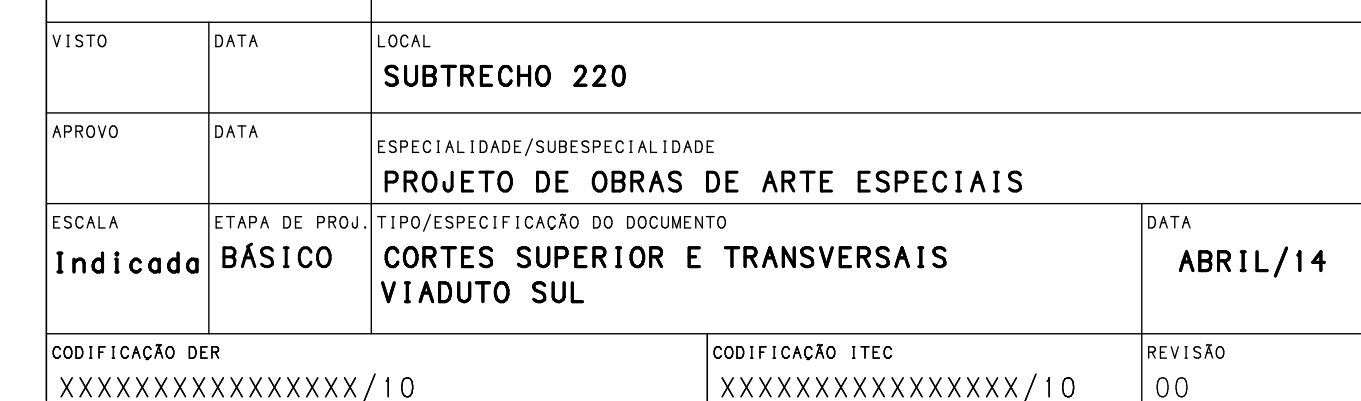 VISTO DATA LOCAL
SUBTRECHO 220
APROVO DATA
ESPECIALIDADE/SUBESPECIALIDADE
PROJETO DE OBRAS DE ARTE ESPECIAIS
ESCALA ETAPA DE PROJ. TIPO/ESPECIFICAÇÃO DO DOCUMENTO DATA
Indicada BÁSICO CORTES SUPERIOR E TRANSVERSAIS ABRIL/14
VIADUTO SUL
CODIFICAÇÃO DER CODIFICAÇÃO ITEC REVISÃO
XXXXXXXXXXXXXXXX/10 XXXXXXXXXXXXXXXX/10 00